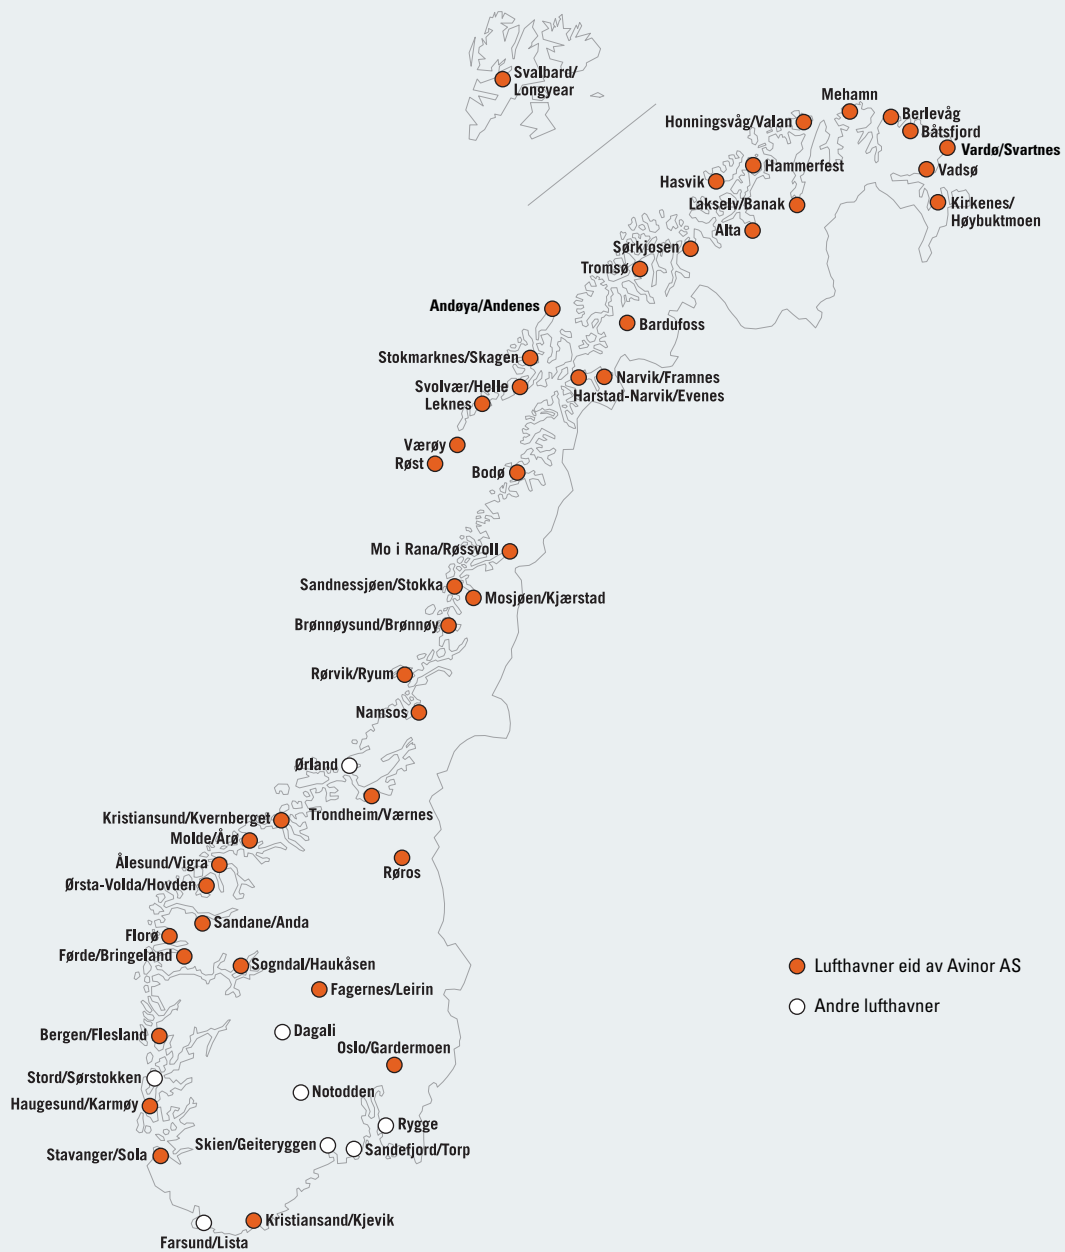 Svalbard/
Longyear
Mehamn
Berlevåg
Honningsvåg/Valan
Båtsfjord
Vardø/Svartnes
Hammerfest
Vadsø
Hasvik
Lakselv/Banak
Kirkenes/
Høybuktmoen
Alta
Sørkjosen
Tromsø
Andøya/Andenes
Bardufoss
Stokmarknes/Skagen
Narvik/Framnes
Svolvær/Helle
Harstad-Narvik/Evenes
Leknes
Værøy
Røst
Bodø
Mo i Rana/Røssvoll
Sandnessjøen/Stokka
Mosjøen/Kjærstad
Brønnøysund/Brønnøy
Rørvik/Ryum
Namsos
Ørland
Trondheim/Værnes
Kristiansund/Kvernberget
Molde/Årø
Ålesund/Vigra
Røros
Ørsta-Volda/Hovden
Sandane/Anda
Florø
Førde/Bringeland
Sogndal/Haukåsen
Lufthavner eid av Avinor AS
Fagernes/Leirin
Andre lufthavner
Dagali
Bergen/Flesland
Oslo/Gardermoen
Stord/Sørstokken
Notodden
Haugesund/Karmøy
Rygge
Skien/Geiteryggen
Sandefjord/Torp
Stavanger/Sola
Kristiansand/Kjevik
Farsund/Lista